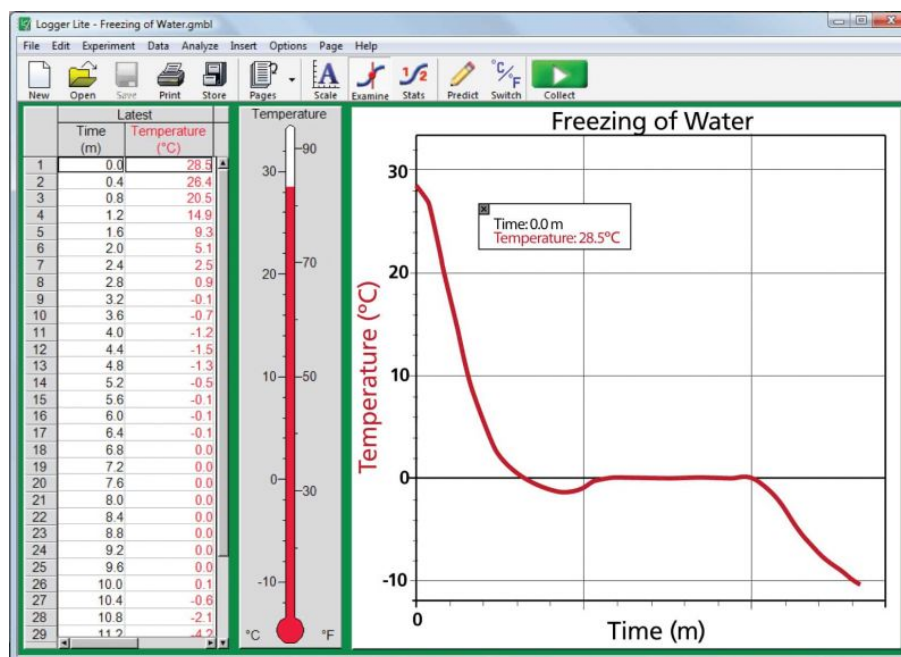 Logger Lite - Freezing of Water.gmbl
File Edit Experiment Data Analyze Insert Options Page Help
°C/°F
New Open Save Print Store Pages Scale Examine Stats Predict Switch Collect
Latest
Time (m) Temperature (°C)
1 0.0 28.5
2 0.4 26.4
3 0.8 20.5
4 1.2 14.9
5 1.6 9.3
6 2.0 5.1
7 2.4 2.5
8 2.8 0.9
9 3.2 -0.1
10 3.6 -0.7
11 4.0 -1.2
12 4.4 -1.5
13 4.8 -1.3
14 5.2 -0.5
15 5.6 -0.1
16 6.0 -0.1
17 6.4 -0.1
18 6.8 0.0
19 7.2 0.0
20 7.6 0.0
21 8.0 0.0
22 8.4 0.0
23 8.8 0.0
24 9.2 0.0
25 9.6 0.0
26 10.0 0.1
27 10.4 -0.6
28 10.8 -2.1
29 11.2 -4.2
Temperature
90
30
70
20
10
50
0
30
-10
°C °F
Freezing of Water
Time: 0.0 m
Temperature: 28.5°C
Temperature (°C)
30
20
10
0
-10
0
Time (m)